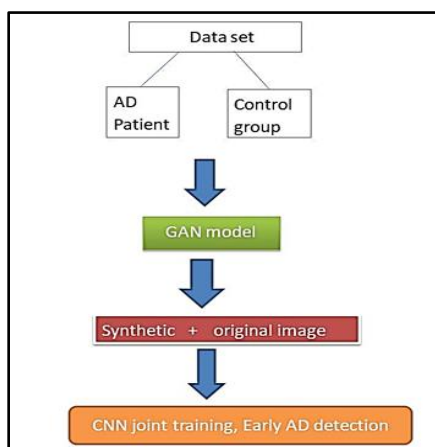 Data set
AD
Patient
Control
group
GAN model
Synthetic + original image
CNN joint training, Early AD detection